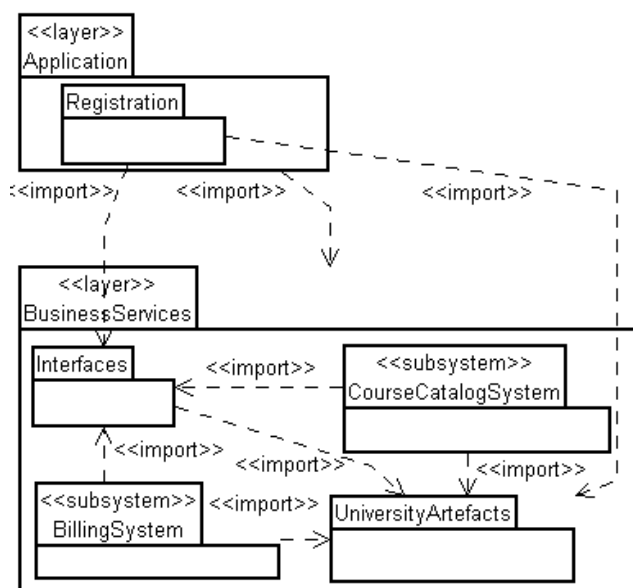 <<layer>>
Application
Registration
<<import>>
<<import>>
<<import>>
<<layer>>
BusinessServices
Interfaces
<<import>>
<<subsystem>>
CourseCatalogSystem
<<import>>
<<import>>
<<import>>
<<subsystem>>
BillingSystem
<<import>>
UniversityArtefacts